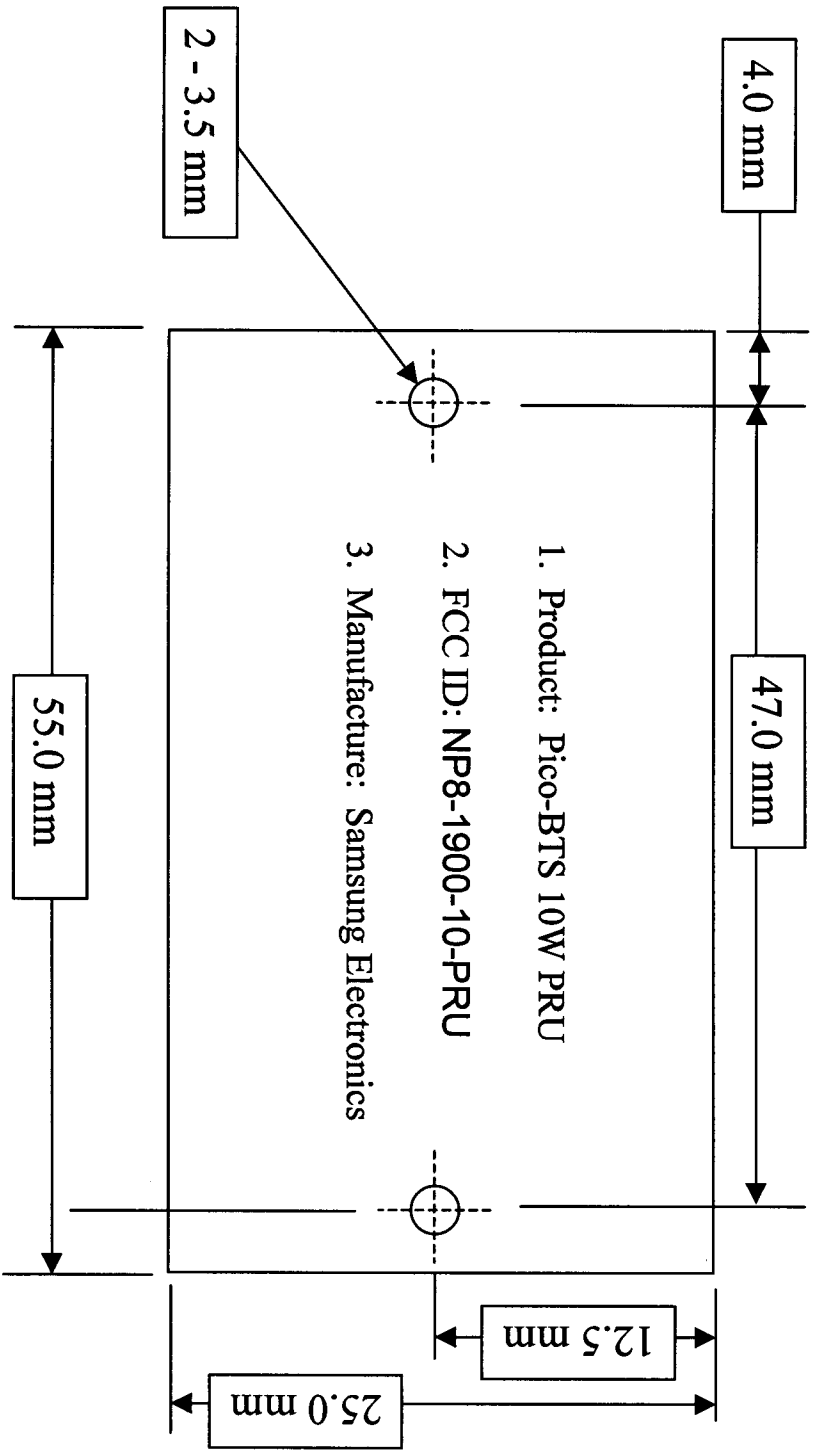 4.0 mm
47.0 mm
2 - 3.5 mm
1. Product: Pico-BTS 10W PRU
2. FCC ID: NP8-1900-10-PRU
3. Manufacture: Samsung Electronics
12.5 mm
25.0 mm
55.0 mm